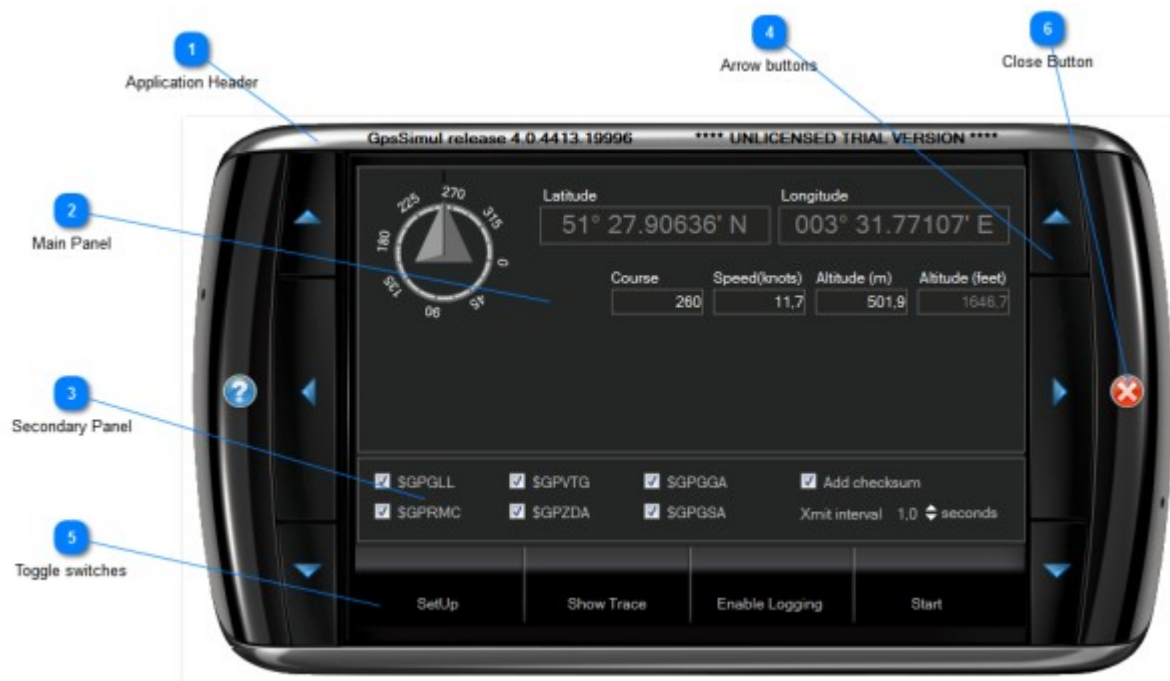 1
Application Header
4
Arrow buttons
6
Close Button
GpsSimul release 4.0.4413.19996 **** UNLICENSED TRIAL VERSION ****
2
Main Panel
225 270 315
180 0
135 90 45
Latitude Longitude
51° 27.90636' N 003° 31.77107' E
Course Speed(knots) Altitude (m) Altitude (feet)
260 11,7 501,9 1646,7
?
3
Secondary Panel
$GPGLL $GPVTG $GPGGA Add checksum
$GPRMC $GPZDA $GPGSA Xmit interval 1,0 seconds
5
Toggle switches
SetUp Show Trace Enable Logging Start